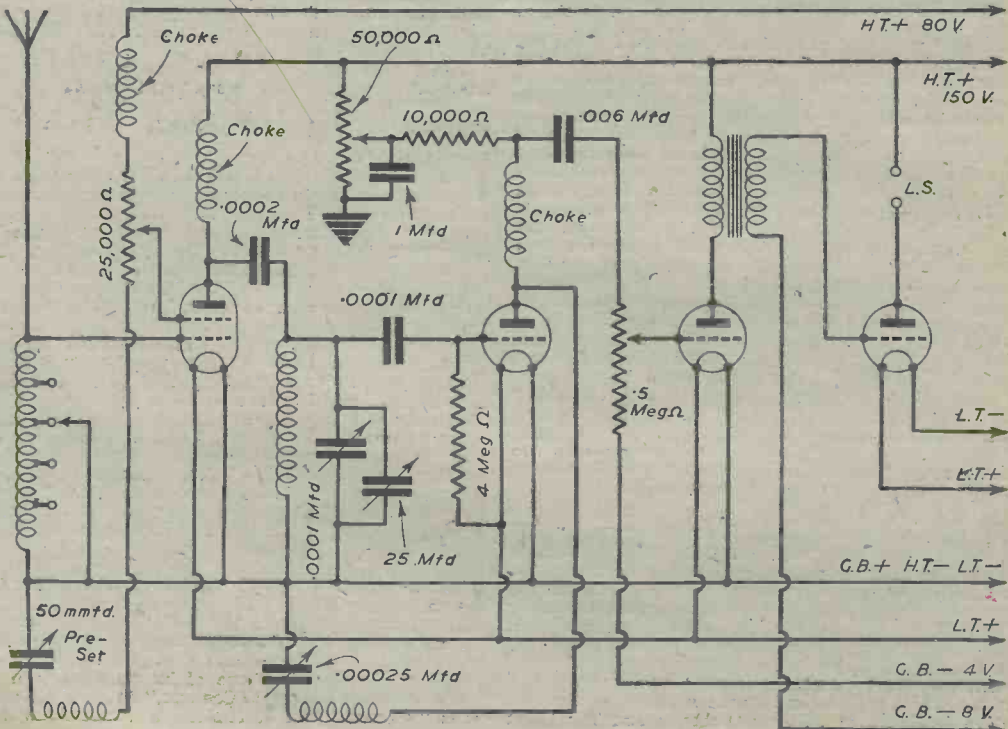 H.T.+ 80 V.
Choke
50,000 Ω
H.T.+
150 V.
Choke
10,000 Ω
.006 Mfd
L.S.
25,000 Ω
.0002
Mfd
1 Mfd
Choke
.0001 Mfd
.5
Meg Ω
4 Meg Ω
L.T.-
L.T.+
.0001 Mfd
25 Mfd
G.B.+ H.T.- L.T.-
50 mmfd.
Pre-
Set
L.T.+
.00025 Mfd
G.B.- 4 V.
G.B.- 8 V.